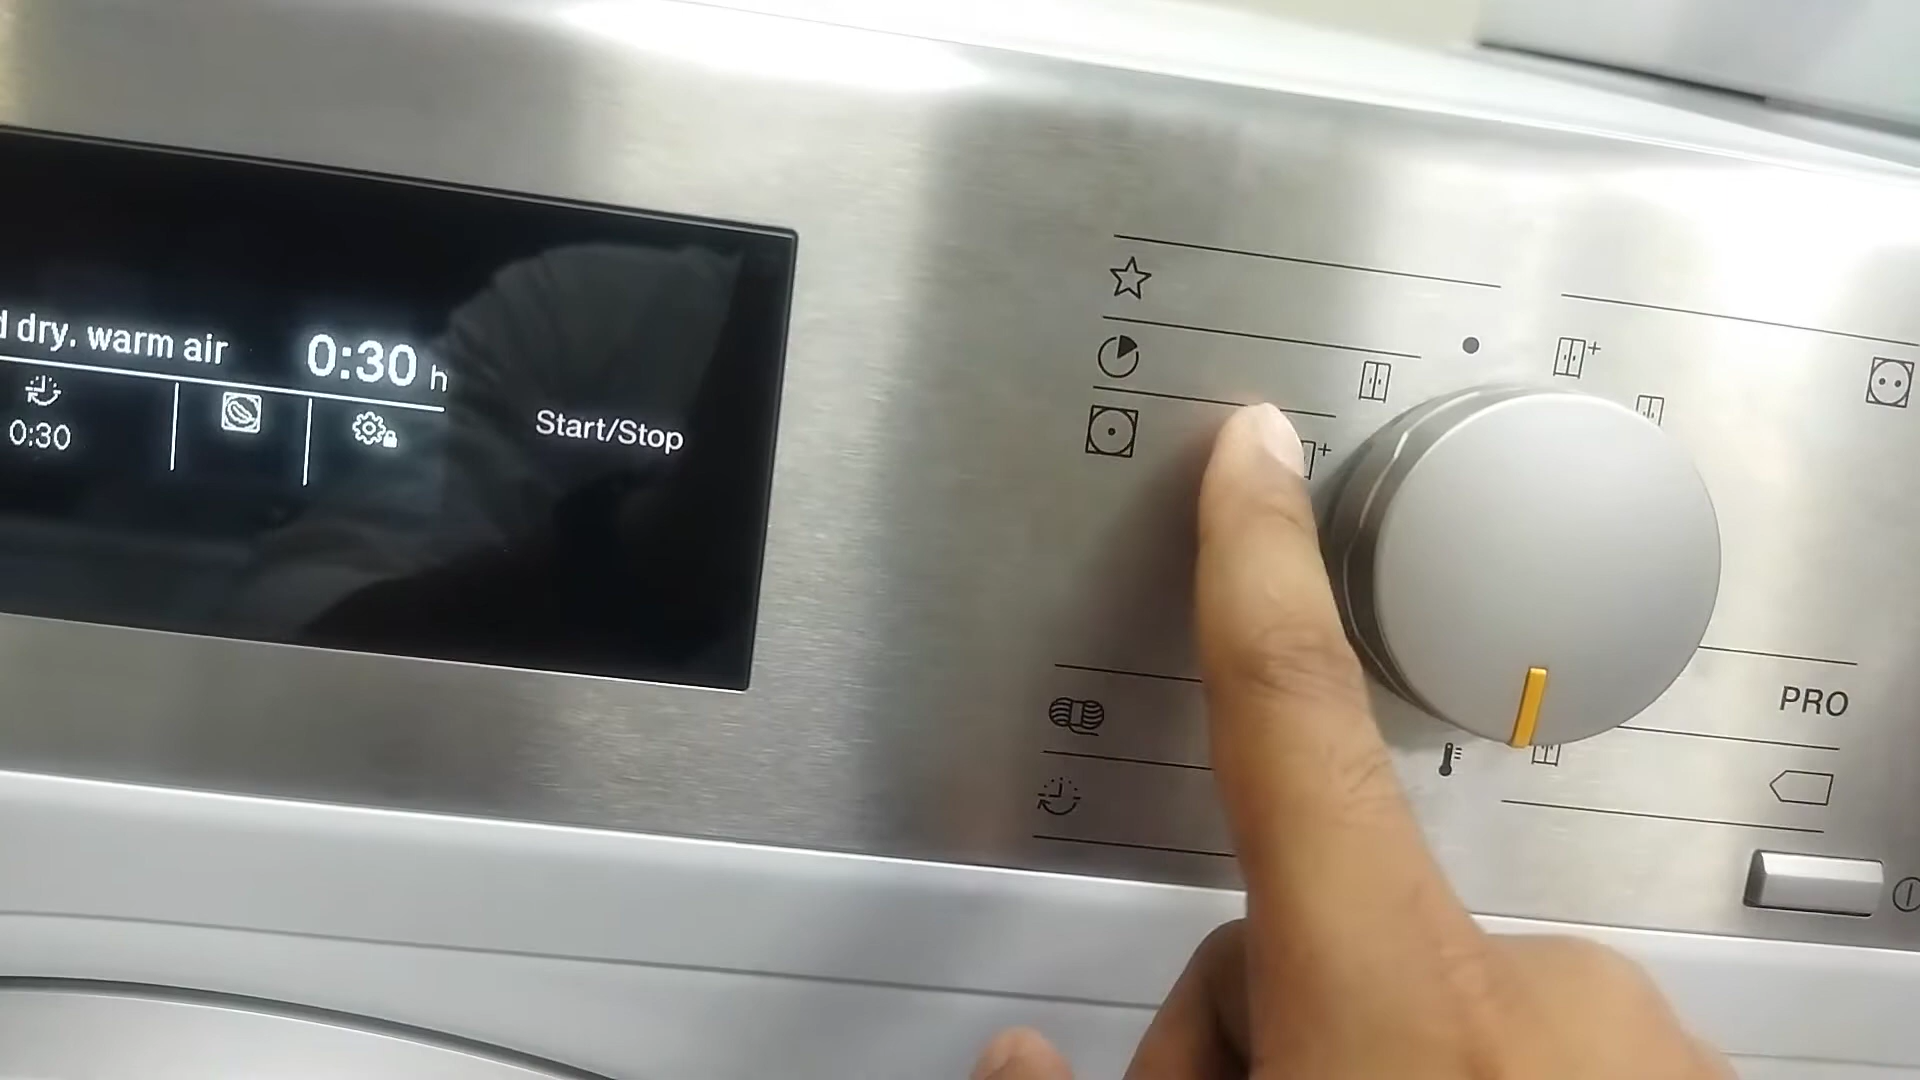 dry. warm air
0:30 h
0:30
Start/Stop
+
+
PRO